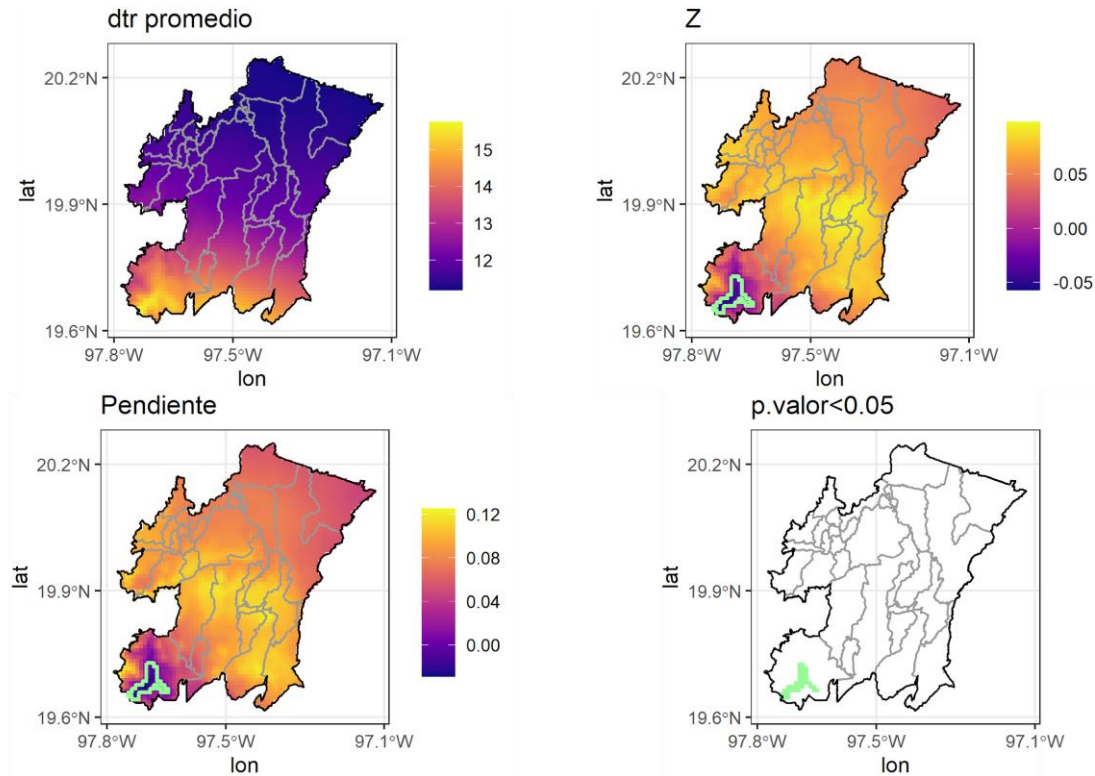 dtr promedio
20.2°N
19.9°N
19.6°N
lat
97.8°W
97.5°W
97.1°W
lon
15
14
13
12
Z
20.2°N
19.9°N
19.6°N
lat
97.8°W
97.5°W
97.1°W
lon
0.05
0.00
-0.05
Pendiente
20.2°N
19.9°N
19.6°N
lat
97.8°W
97.5°W
97.1°W
lon
0.12
0.08
0.04
0.00
p.valor<0.05
20.2°N
19.9°N
19.6°N
lat
97.8°W
97.5°W
97.1°W
lon